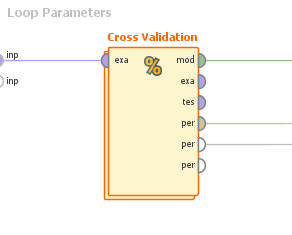 Loop Parameters
Cross Validation
inp exa % mod
inp exa
tes
per
per
per